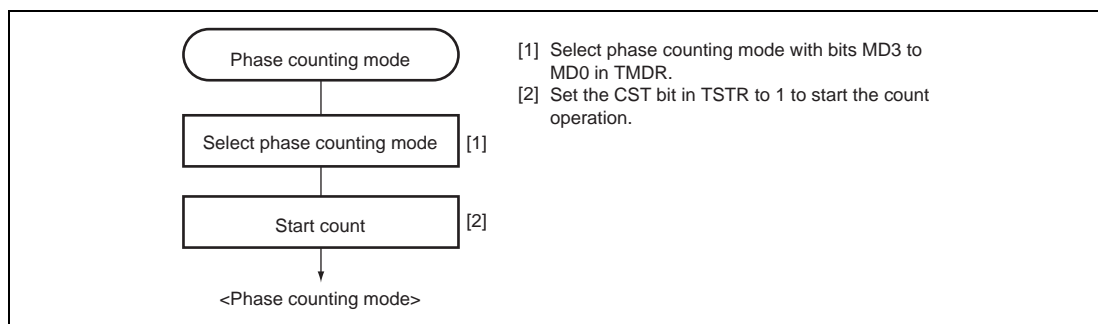 Phase counting mode
Select phase counting mode [1]
Start count [2]
<Phase counting mode>
[1] Select phase counting mode with bits MD3 to
MD0 in TMDR.
[2] Set the CST bit in TSTR to 1 to start the count
operation.